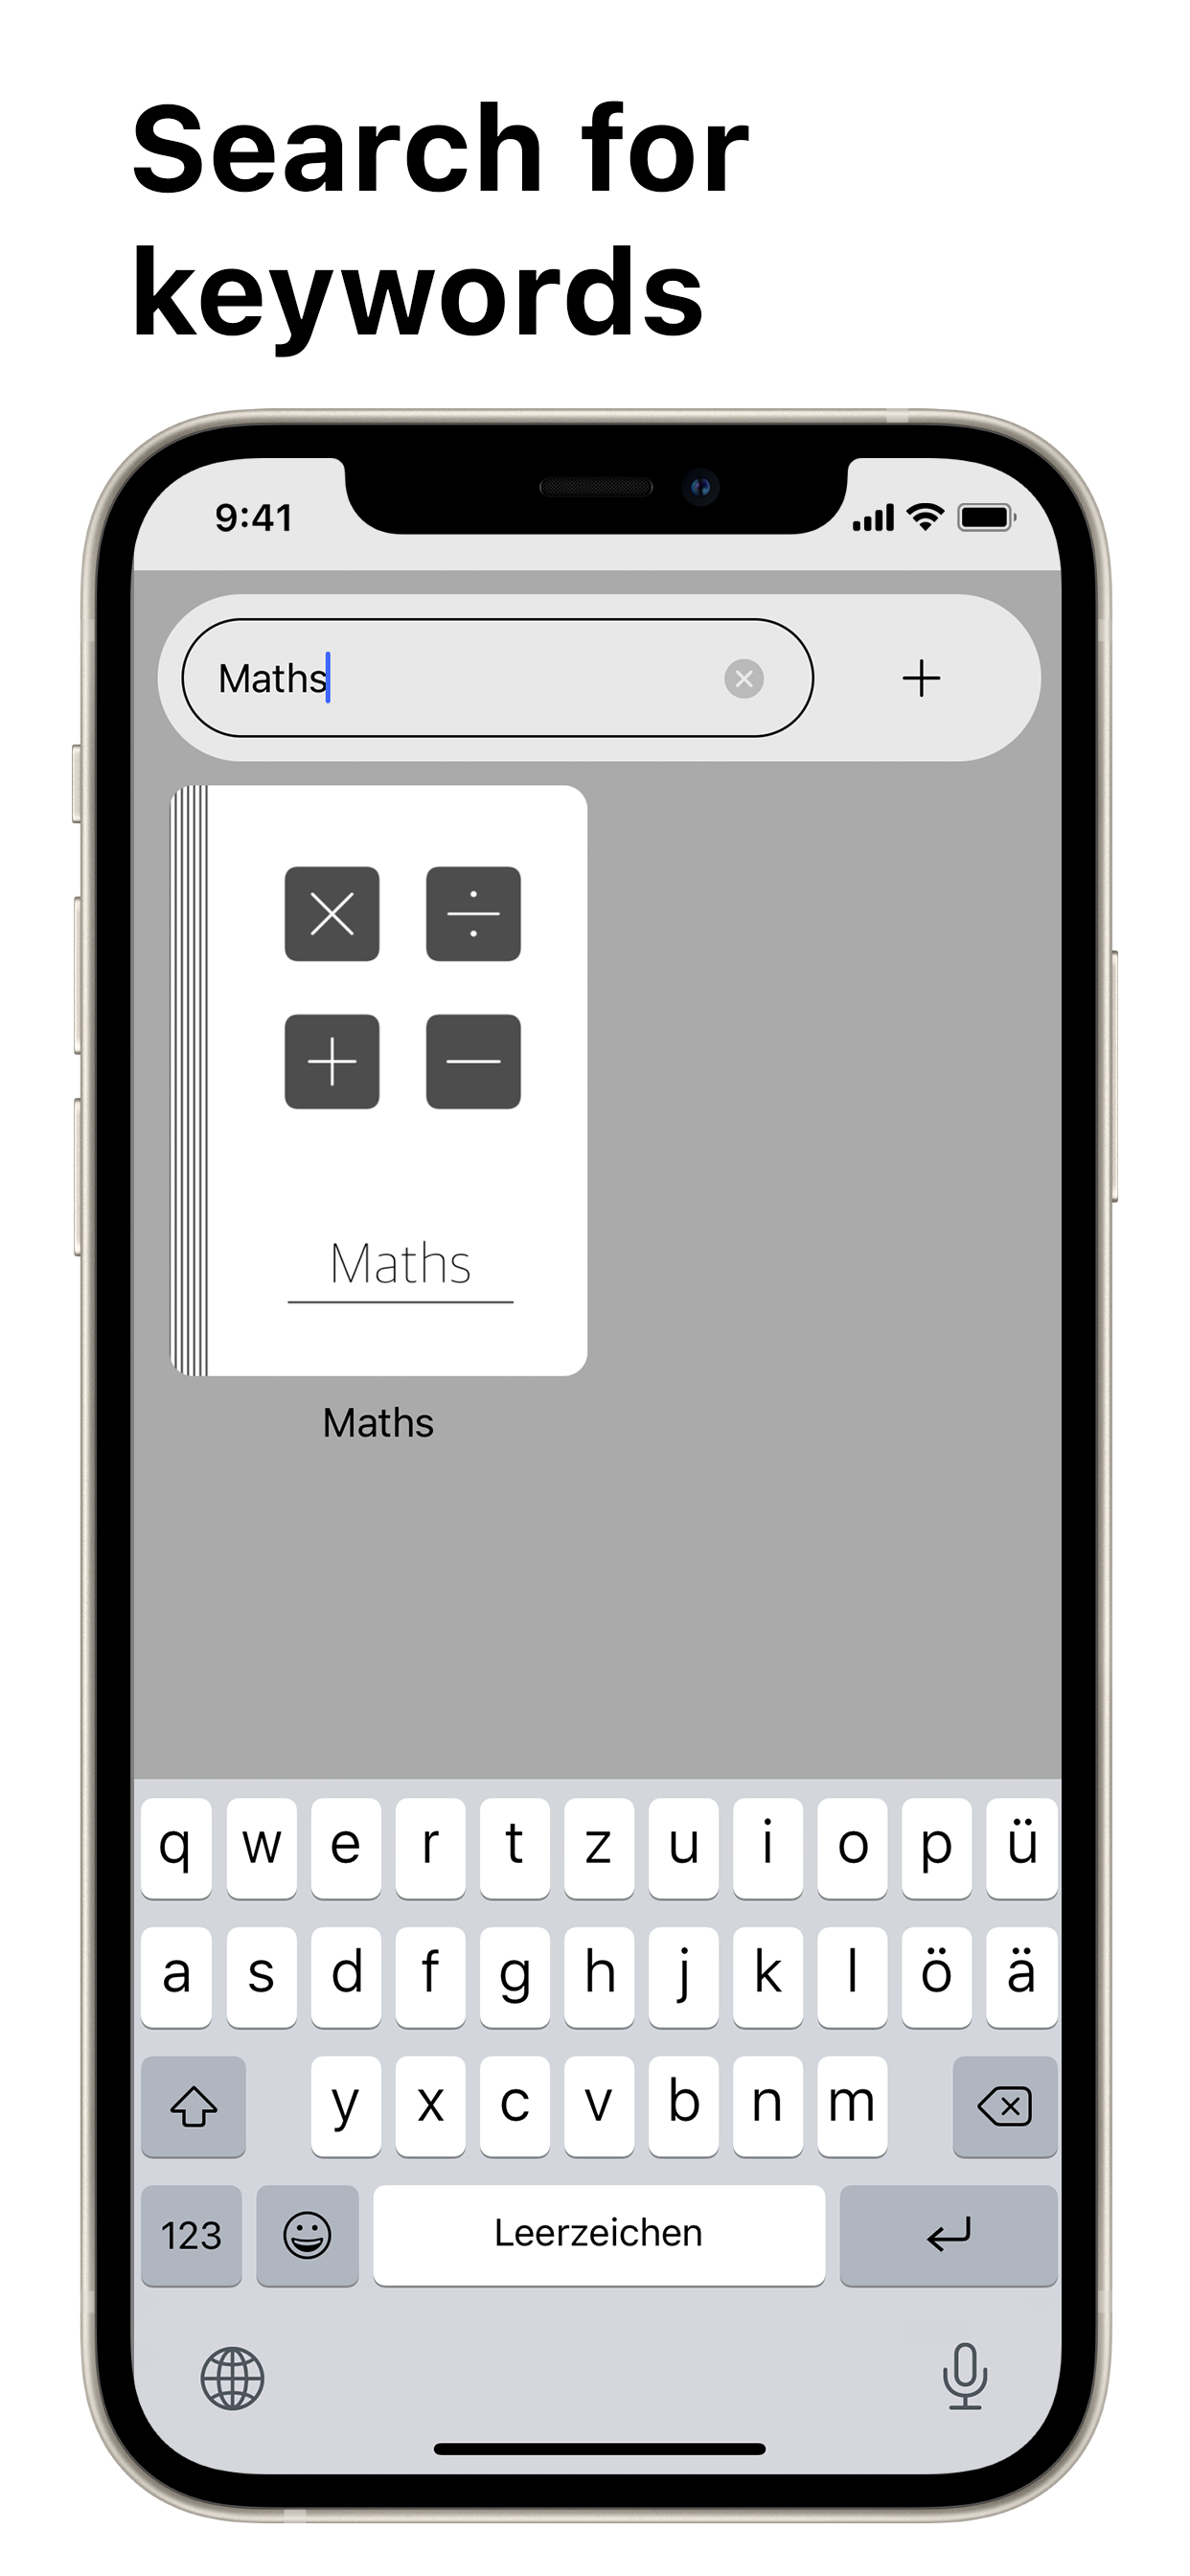 Search for
keywords
9:41
Maths
Maths
Maths
q w e r t z u i o p ü
a s d f g h j k l ö ä
y x c v b n m
123 Leerzeichen